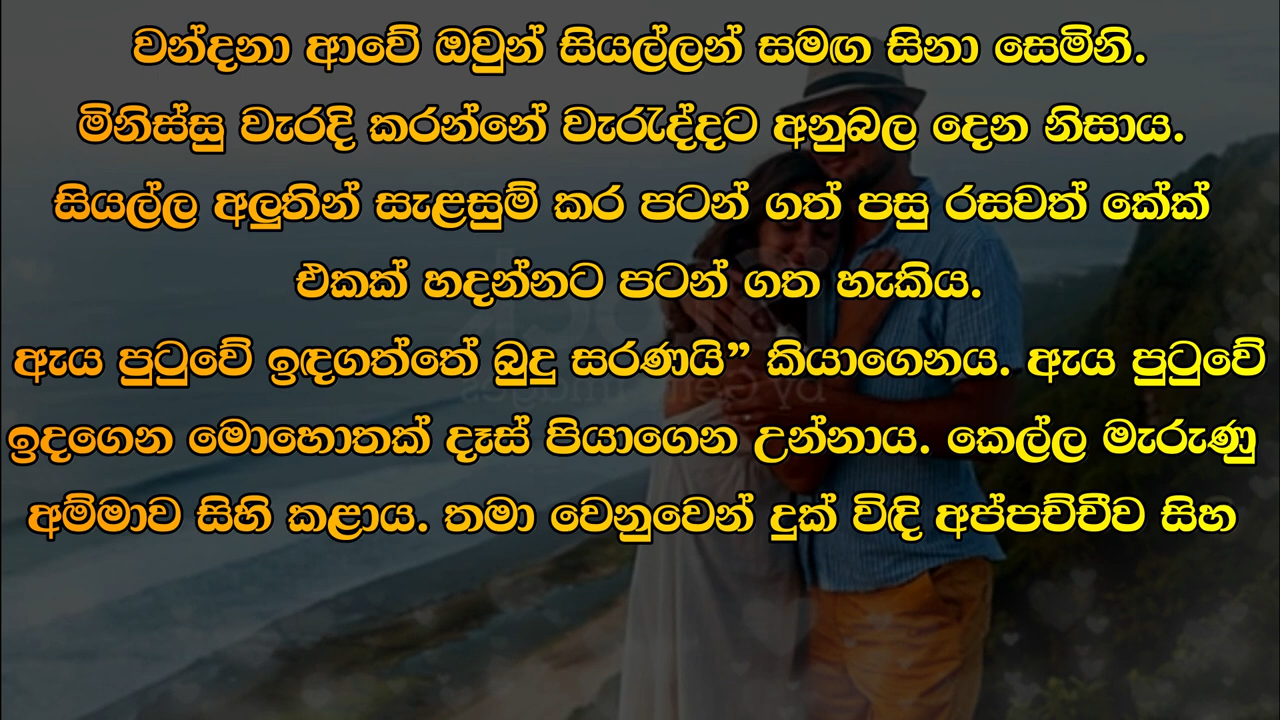 වන්දනා ආවේ ඔවුන් සියල්ලන් සමඟ සිනා සෙමිනි.
මිනිස්සු වැරදි කරන්නේ වැරැද්දට අනුබල දෙන නිසාය.
සියල්ල අලුතින් සැළසුම් කර පටන් ගත් පසු රසවත් කේක්
එකක් හදන්නට පටන් ගත හැකිය.
ඇය පුටුවේ ඉඳගත්තේ බුදු සරණයි” කියාගෙනය. ඇය පුටුවේ
ඉදගෙන මොහොතක් දෑස් පියාගෙන උන්නාය. කෙල්ල මැරුණු
අම්මාව සිහි කළාය. තමා වෙනුවෙන් දුක් විඳි අප්පච්චීව සිහ